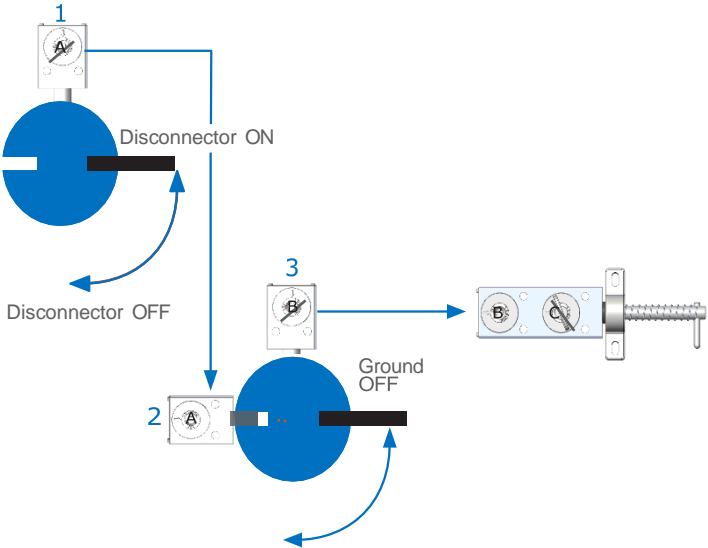 1
A
Disconnector ON
Disconnector OFF
3
B
Ground
OFF
B
C
2
A